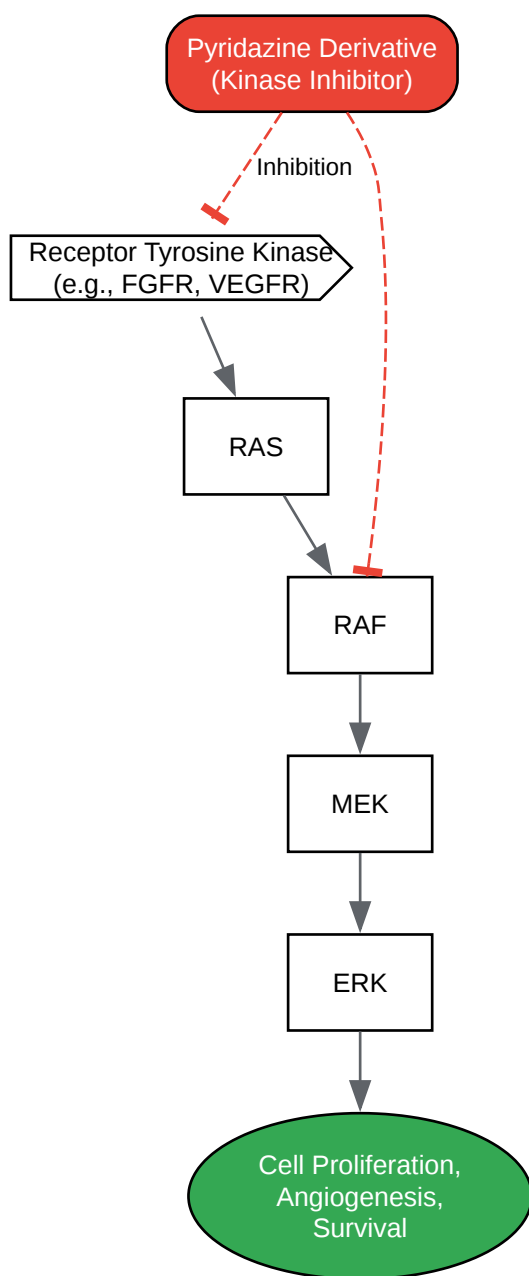 Pyridazine Derivative
(Kinase Inhibitor)
Inhibition
Receptor Tyrosine Kinase
(e.g., FGFR, VEGFR)
RAS
RAF
MEK
ERK
Cell Proliferation,
Angiogenesis,
Survival